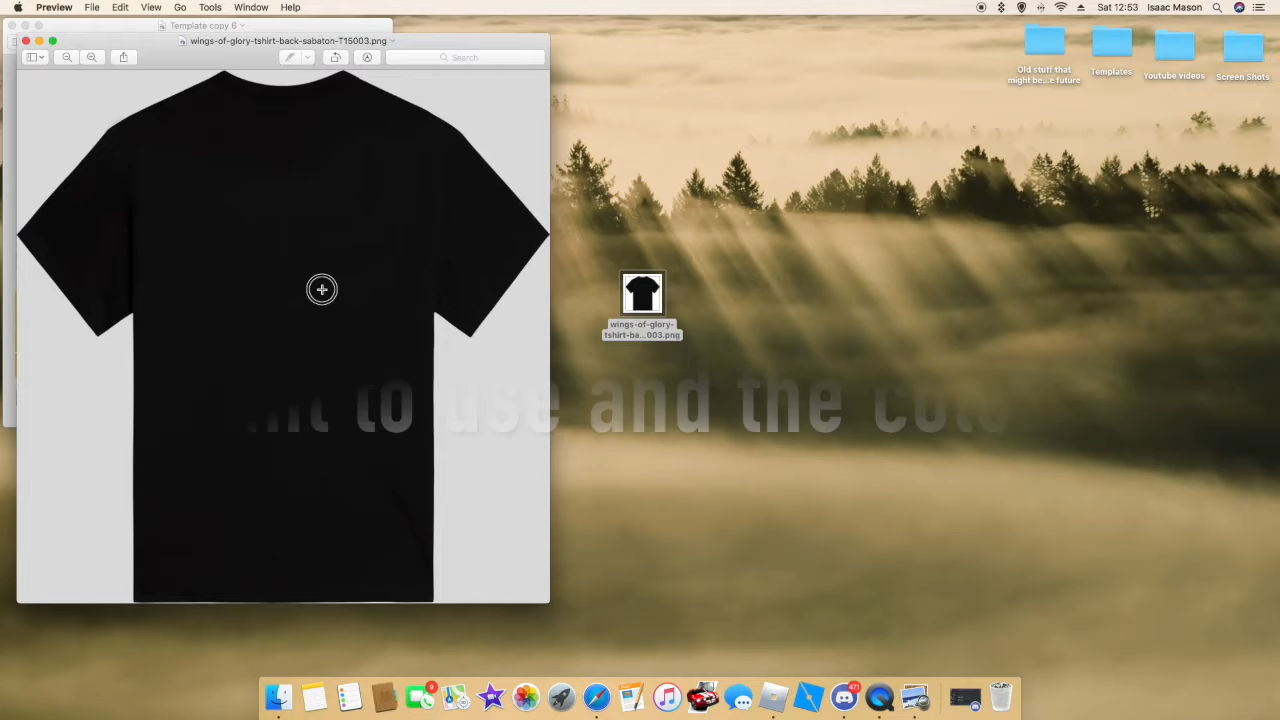 Preview File Edit View Go Tools Window Help
Sat 12:53 Isaac Mason
Template copy 6
wings-of-glory-tshirt-back-sabaton-T15003.png
Search
Old stuff that
might be...e future
Templates
Youtube videos
Screen Shots
wings-of-glory-
tshirt-ba...003.png
to use and the
9
471